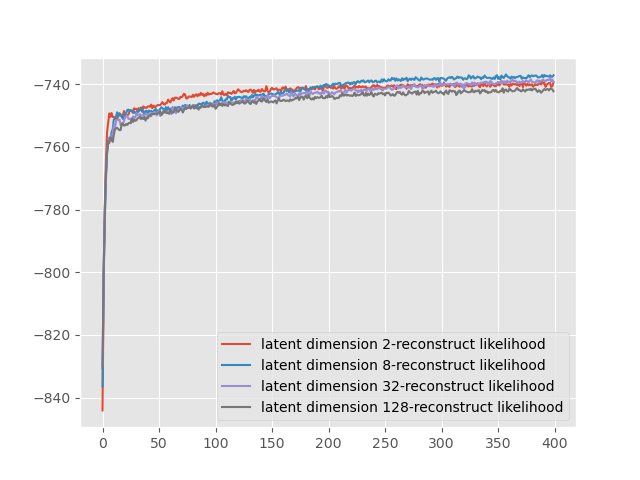 −740
−760
−780
−800
−820
−840
latent dimension 2-reconstruct likelihood
latent dimension 8-reconstruct likelihood
latent dimension 32-reconstruct likelihood
latent dimension 128-reconstruct likelihood
0 50 100 150 200 250 300 350 400